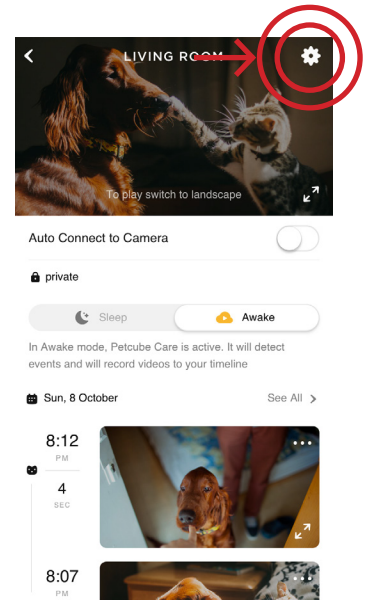 LIVING ROOM
To play switch to landscape
Auto Connect to Camera
private
Sleep
Awake
In Awake mode, Petcube Care is active. It will detect
events and will record videos to your timeline
Sun, 8 October
See All
8:12
PM
4
SEC
8:07
PM